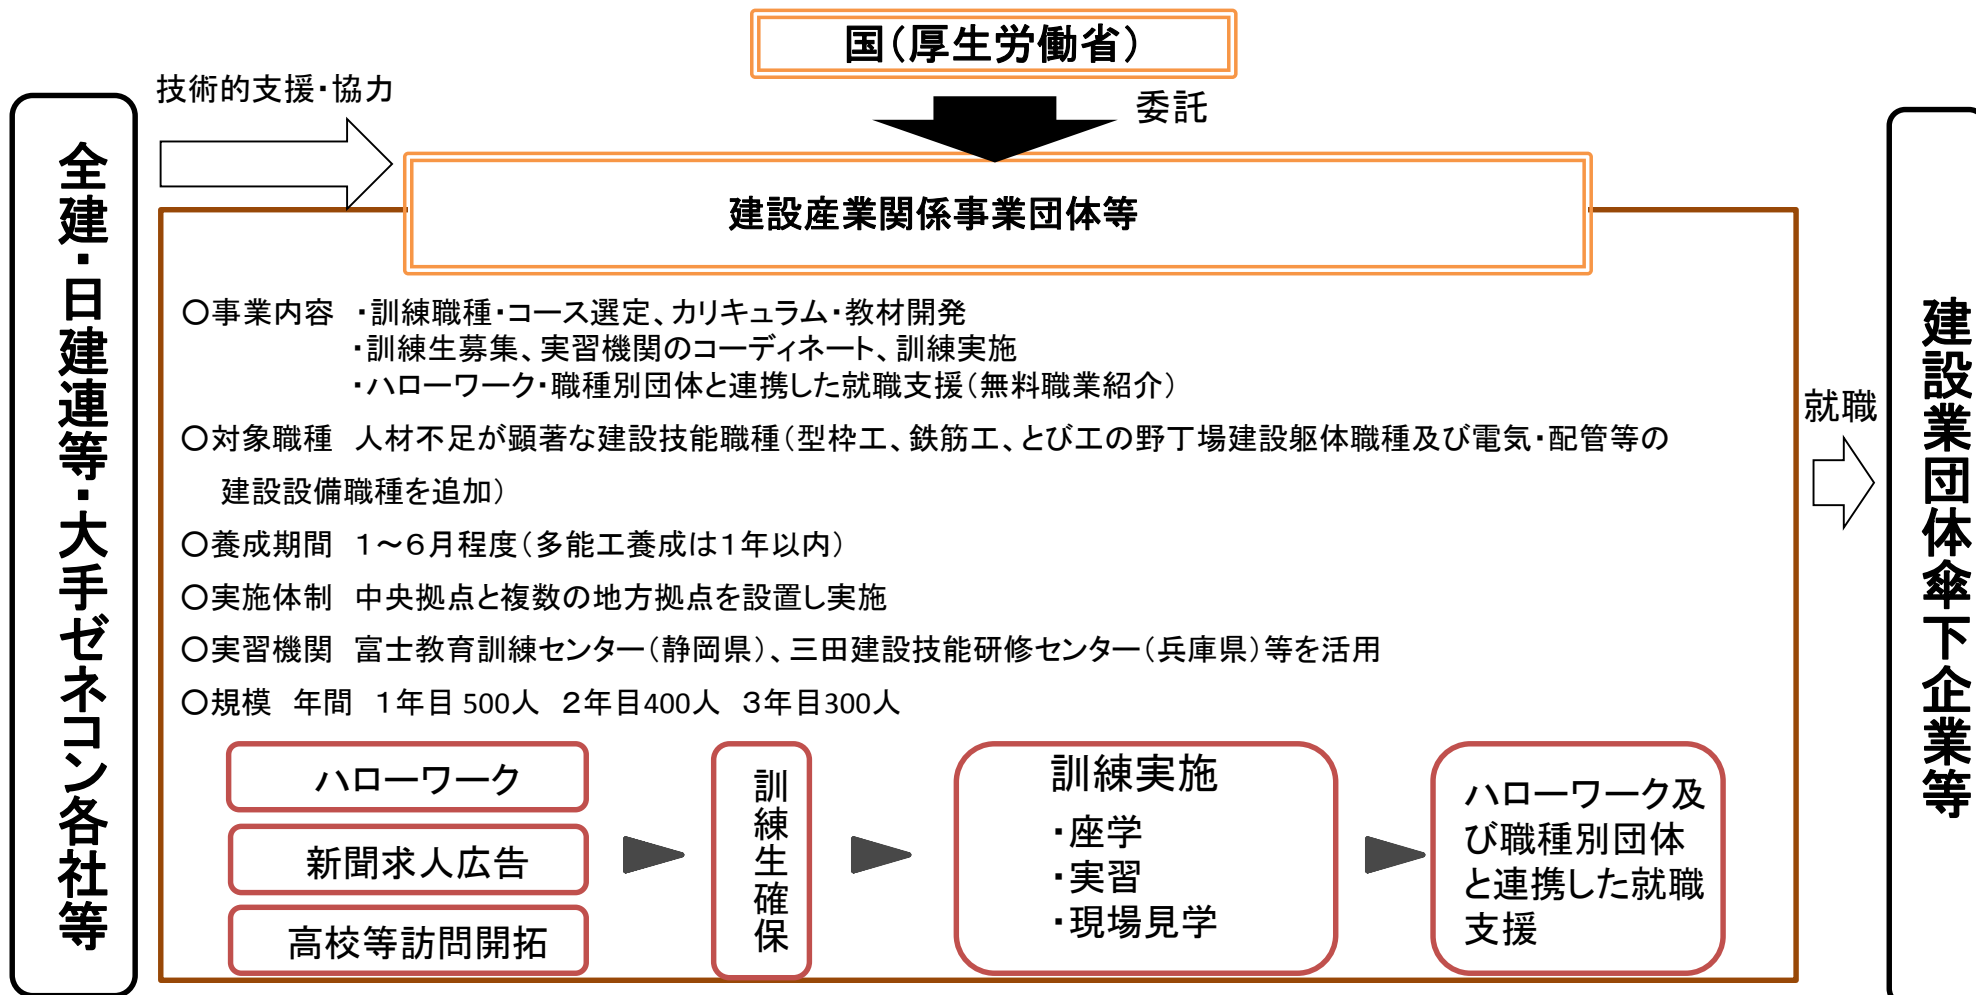 国(厚生労働省)
技術的支援・協力
委託
全建・日建連等・大手ゼネコン各社等
建設産業関係事業団体等
○事業内容　・訓練職種・コース選定、カリキュラム・教材開発
・訓練生募集、実習機関のコーディネート、訓練実施
・ハローワーク・職種別団体と連携した就職支援(無料職業紹介)
○対象職種　人材不足が顕著な建設技能職種(型枠工、鉄筋工、とび工の野丁場建設躯体職種及び電気・配管等の
建設設備職種を追加)
○養成期間　1～6月程度(多能工養成は1年以内)
○実施体制　中央拠点と複数の地方拠点を設置し実施
○実習機関　富士教育訓練センター(静岡県)、三田建設技能研修センター(兵庫県)等を活用
○規模　年間　1年目 500人　2年目400人　3年目300人
ハローワーク
新聞求人広告
高校等訪問開拓
訓練生確保
訓練実施
・座学
・実習
・現場見学
ハローワーク及
び職種別団体
と連携した就職
支援
就職
建設業団体傘下企業等